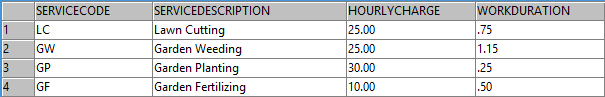 SERVICECODE SERVICEDESCRIPTION HOURLYCHARGE WORKDURATION
1 LC Lawn Cutting 25.00 .75
2 GW Garden Weeding 25.00 1.15
3 GP Garden Planting 30.00 .25
4 GF Garden Fertilizing 10.00 .50